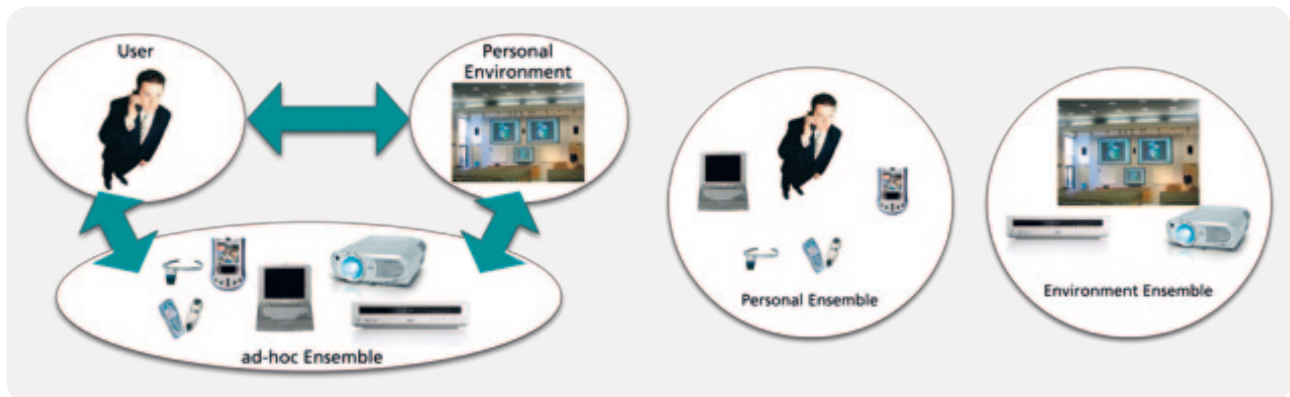 User
Personal
Environment
ad-hoc Ensemble
Personal Ensemble
Environment Ensemble